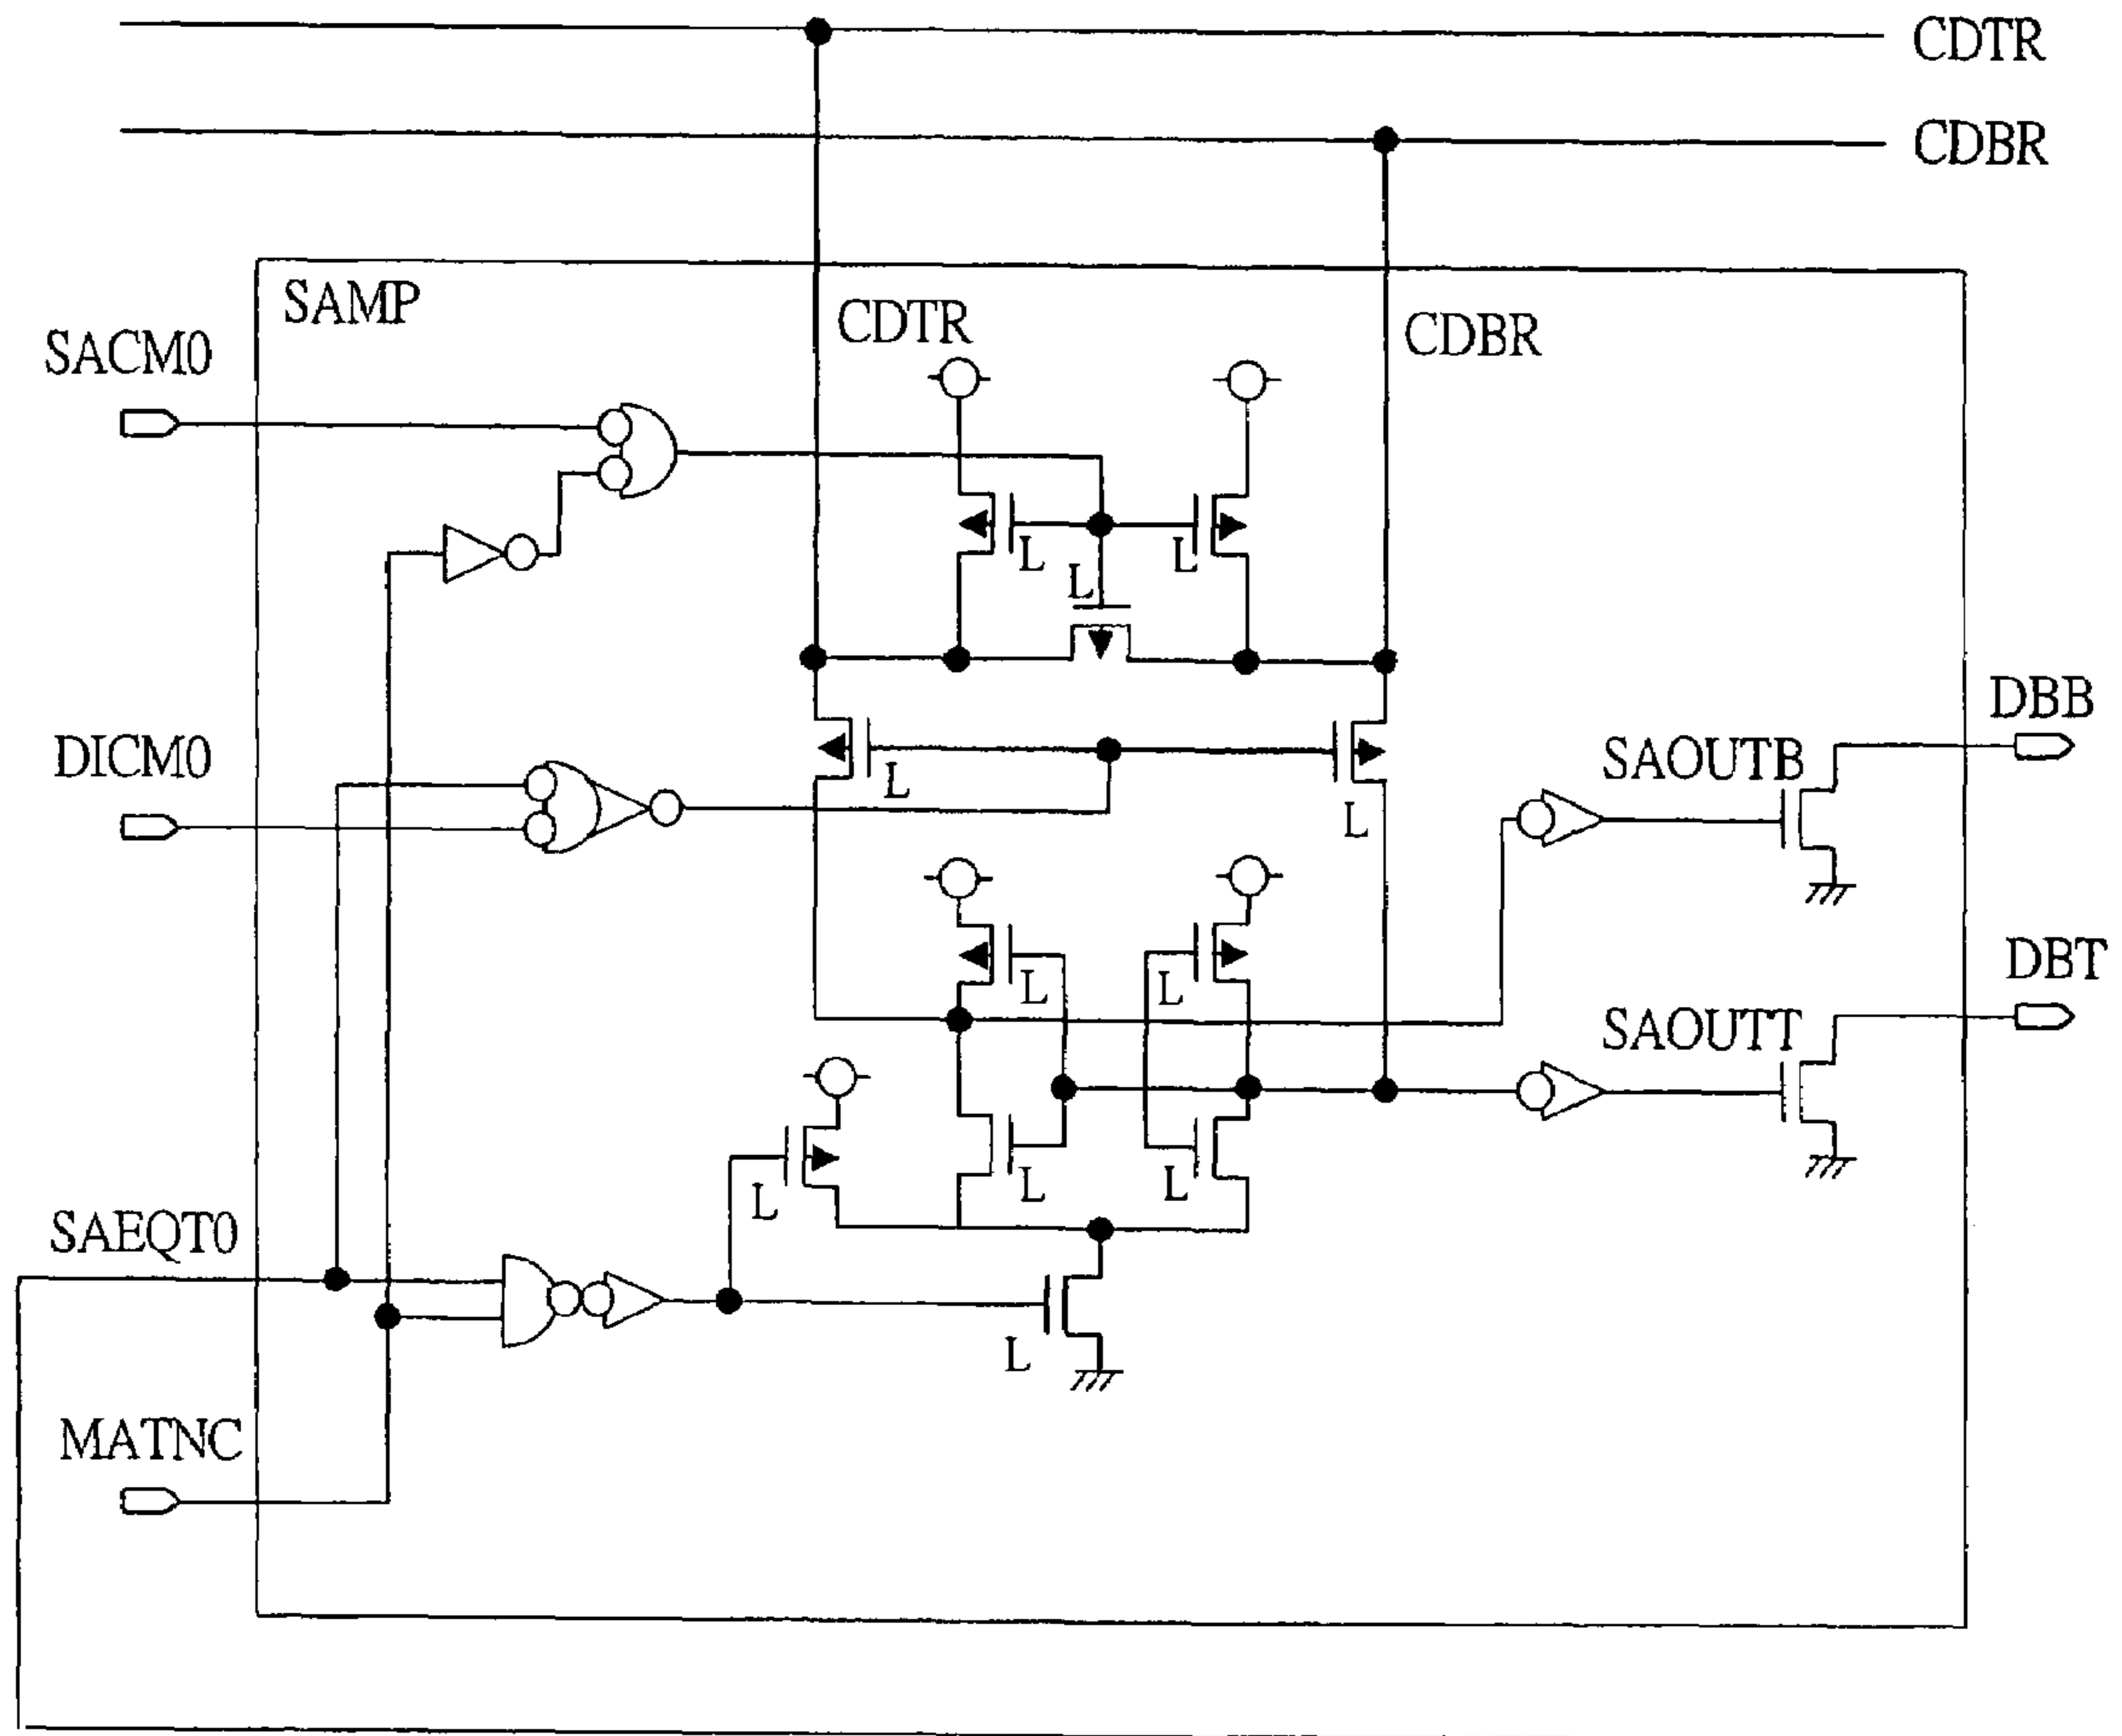 CDTR
CDBR
SAMP
SACM0
CDTR
CDBR
L
L
L
DBB
DICM0
SAOUTB
L
L
DBT
L
L
SAOUTT
L
L
L
SAEQT0
L
MATNC